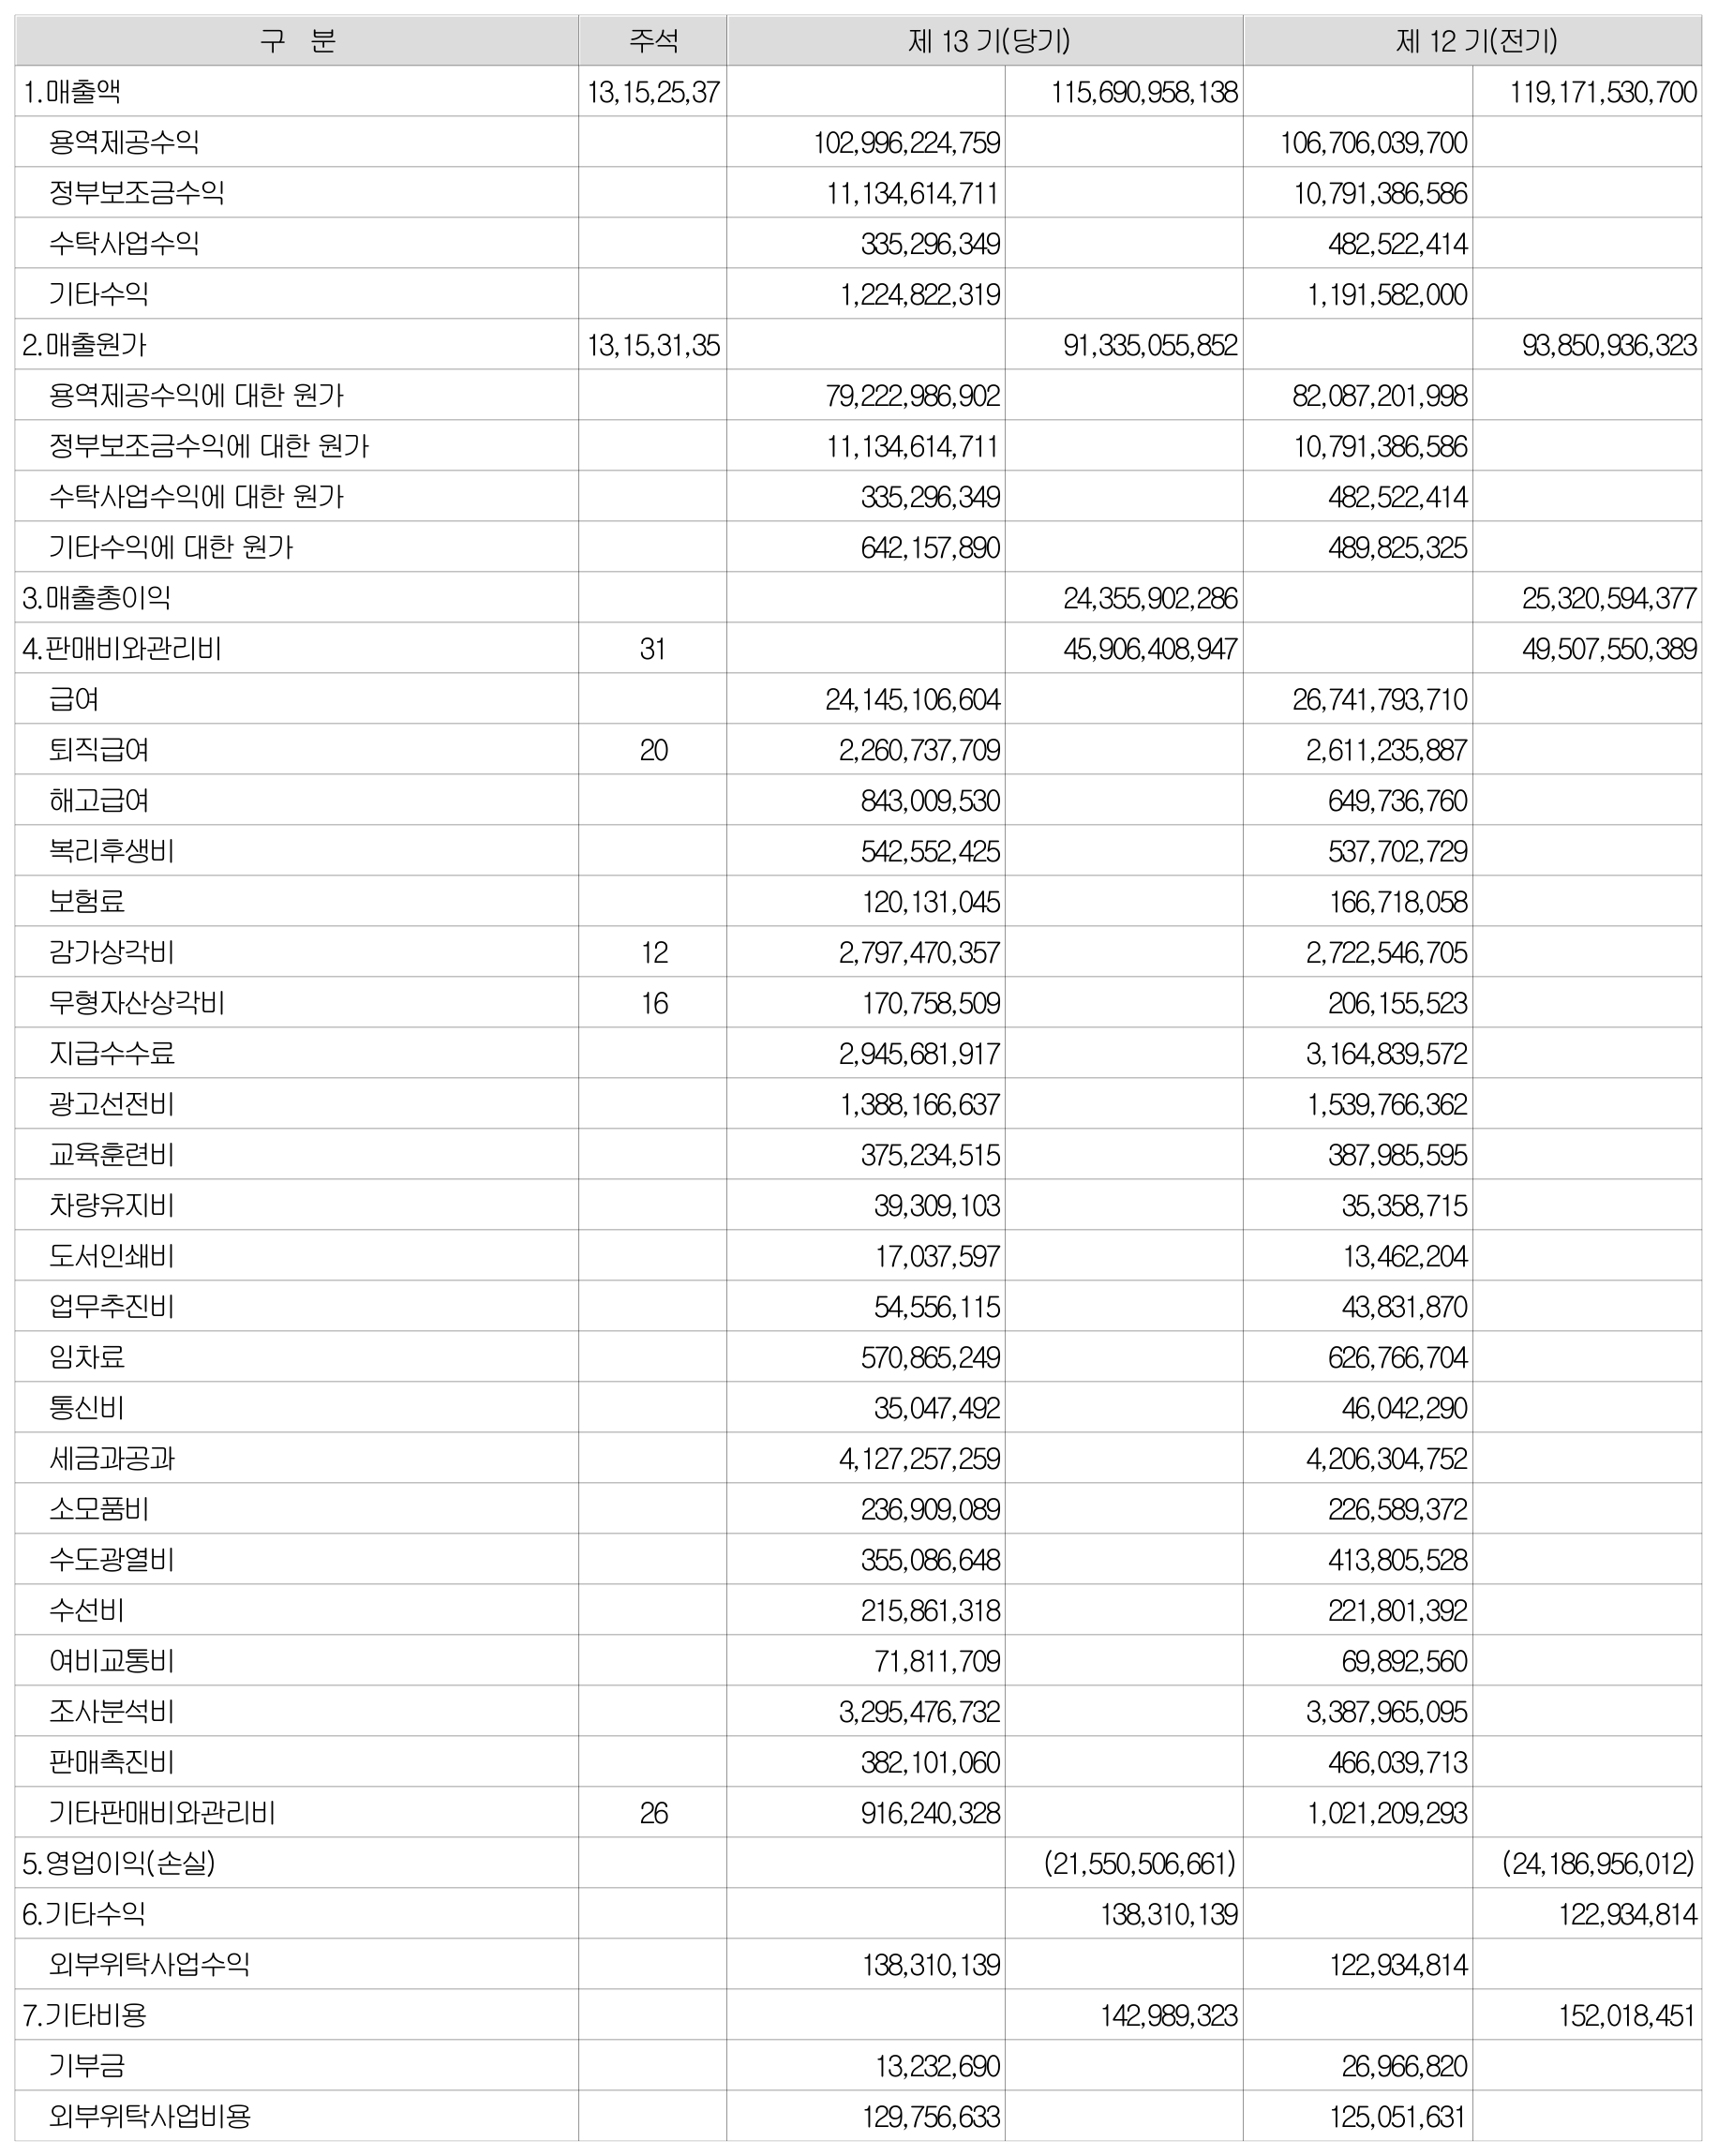 구 분 주석 제 13 기(당기) 제 12 기(전기)
1.매출액 13,15,25,37 115,690,958,138 119,171,530,700
용역제공수익 102,996,224,759 106,706,039,700
정부보조금수익 11,134,614,711 10,791,386,586
수탁사업수익 335,296,349 482,522,414
기타수익 1,224,822,319 1,191,582,000
2.매출원가 13,15,31,35 91,335,055,852 93,850,936,323
용역제공수익에 대한 원가 79,222,986,902 82,087,201,998
정부보조금수익에 대한 원가 11,134,614,711 10,791,386,586
수탁사업수익에 대한 원가 335,296,349 482,522,414
기타수익에 대한 원가 642,157,890 489,825,325
3.매출총이익 24,355,902,286 25,320,594,377
4.판매비와관리비 31 45,906,408,947 49,507,550,389
급여 24,145,106,604 26,741,793,710
퇴직급여 20 2,260,737,709 2,611,235,887
해고급여 843,009,530 649,736,760
복리후생비 542,552,425 537,702,729
보험료 120,131,045 166,718,058
감가상각비 12 2,797,470,357 2,722,546,705
무형자산상각비 16 170,758,509 206,155,523
지급수수료 2,945,681,917 3,164,839,572
광고선전비 1,388,166,637 1,539,766,362
교육훈련비 375,234,515 387,985,595
차량유지비 39,309,103 35,358,715
도서인쇄비 17,037,597 13,462,204
업무추진비 54,556,115 43,831,870
임차료 570,865,249 626,766,704
통신비 35,047,492 46,042,290
세금과공과 4,127,257,259 4,206,304,752
소모품비 236,909,089 226,589,372
수도광열비 355,086,648 413,805,528
수선비 215,861,318 221,801,392
여비교통비 71,811,709 69,892,560
조사분석비 3,295,476,732 3,387,965,095
판매촉진비 382,101,060 466,039,713
기타판매비와관리비 26 916,240,328 1,021,209,293
5.영업이익(손실) (21,550,506,661) (24,186,956,012)
6.기타수익 138,310,139 122,934,814
외부위탁사업수익 138,310,139 122,934,814
7.기타비용 142,989,323 152,018,451
기부금 13,232,690 26,966,820
외부위탁사업비용 129,756,633 125,051,631